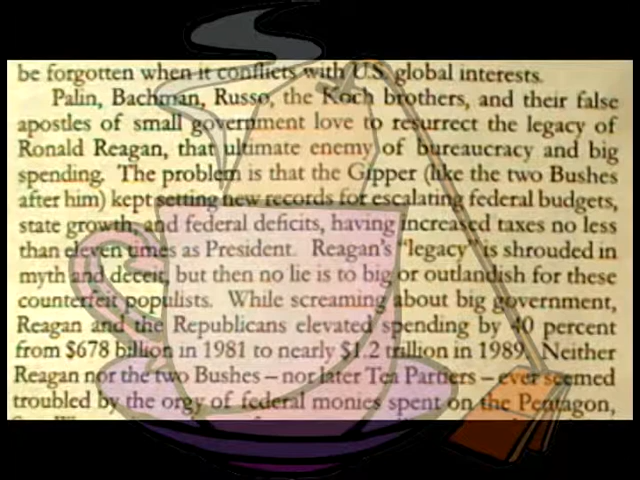 be forgotten when it conflicts with U.S. global interests.
Palin, Bachman, Russo, the Koch brothers, and their false
apostles of small government love to resurrect the legacy of
Ronald Reagan, that ultimate enemy of bureaucracy and big
spending. The problem is that the Gipper (like the two Bushes
after him) kept setting new records for escalating federal budgets,
state growth, and federal deficits, having increased taxes no less
than eleven times as President. Reagan's "legacy" is shrouded in
myth and deceit, but then no lie is to big or outlandish for these
counterfeit populists. While screaming about big government,
Reagan and the Republicans elevated spending by 40 percent
from $678 billion in 1981 to nearly $1.2 trillion in 1989. Neither
Reagan nor the two Bushes – nor later Tea Partiers – ever seemed
troubled by the orgy of federal monies spent on the Pentagon,